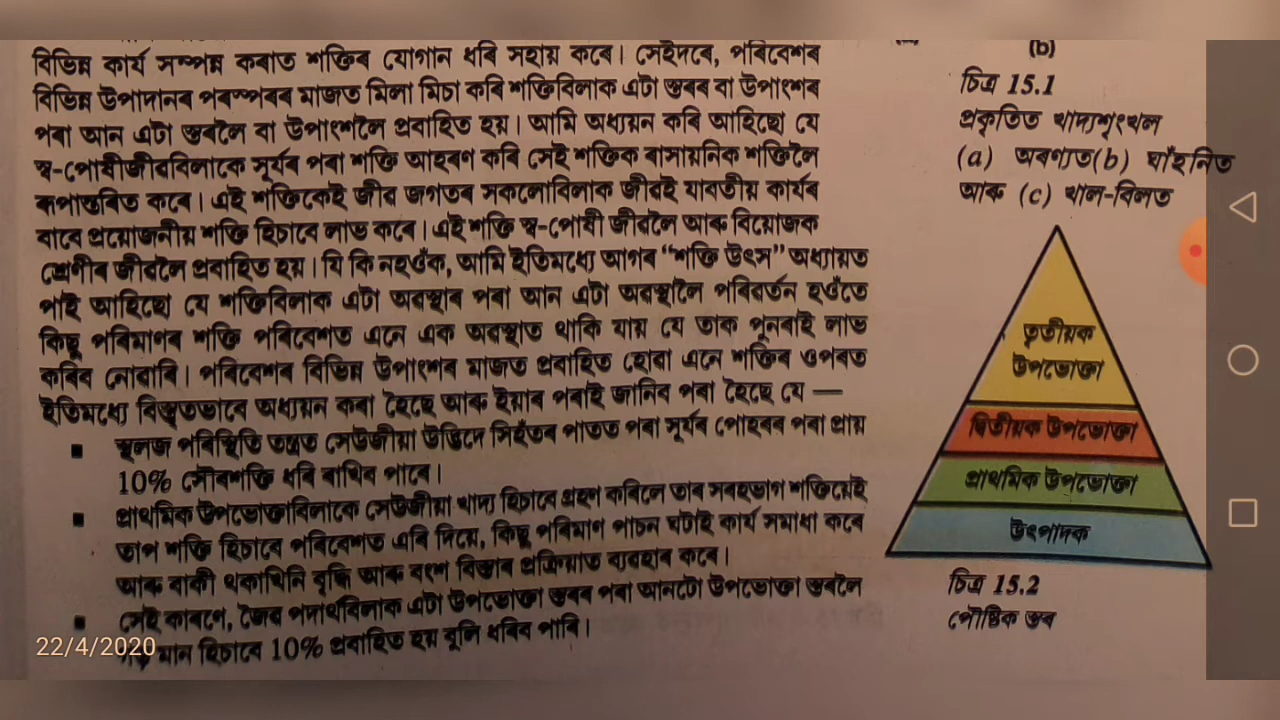 বিভিন্ন কাৰ্য সম্পন্ন কৰাত শক্তিৰ যোগান ধৰি সহায় কৰে। সেইদৰে, পৰিবেশৰ
বিভিন্ন উপাদানৰ পৰস্পৰৰ মাজত মিলা মিচা কৰি শক্তিবিলাক এটা স্তৰৰ বা উপাংশৰ
পৰা আন এটা স্তৰলৈ বা উপাংশলৈ প্ৰবাহিত হয়। আমি অধ্যয়ন কৰি আহিছো যে
স্ব-পোষীজীৱবিলাকে সূৰ্যৰ পৰা শক্তি আহৰণ কৰি সেই শক্তিক ৰাসায়নিক শক্তিলৈ
ৰূপান্তৰিত কৰে। এই শক্তিকেই জীৱ জগতৰ সকলোবিলাক জীৱই যাৱতীয় কাৰ্যৰ
বাবে প্ৰয়োজনীয় শক্তি হিচাবে লাভ কৰে। এই শক্তি স্ব-পোষী জীৱলৈ আৰু বিয়োজক
শ্ৰেণীৰ জীৱলৈ প্ৰবাহিত হয়। যি কি নহওঁক, আমি ইতিমধ্যে আগৰ “শক্তি উৎস” অধ্যায়ত
পাই আহিছো যে শক্তিবিলাক এটা অৱস্থাৰ পৰা আন এটা অৱস্থালৈ পৰিৱৰ্তন হওঁতে
কিছু পৰিমাণৰ শক্তি পৰিবেশত এনে এক অৱস্থাত থাকি যায় যে তাক পূনৰাই লাভ
কৰিব নোৱাৰি। পৰিবেশৰ বিভিন্ন উপাংশৰ মাজত প্ৰবাহিত হোৱা এনে শক্তিৰ ওপৰত
ইতিমধ্যে বিস্তৃতভাবে অধ্যয়ন কৰা হৈছে আৰু ইয়াৰ পৰাই জানিব পৰা হৈছে যে —
▪ স্থলজ পৰিস্থিতি তন্ত্ৰত সেউজীয়া উদ্ভিদে সিহঁতৰ পাতত পৰা সূৰ্যৰ পোহৰৰ পৰা প্ৰায়
10% সৌৰশক্তি ধৰি ৰাখিব পাৰে।
▪ প্ৰাথমিক উপভোক্তাবিলাকে সেউজীয়া খাদ্য হিচাবে গ্ৰহণ কৰিলে তাৰ সৰহভাগ শক্তিয়েই
তাপ শক্তি হিচাবে পৰিবেশত এৰি দিয়ে, কিছু পৰিমাণ পাচন ঘটাই কাৰ্য সমাধা কৰে
আৰু বাকী থকাখিনি বৃদ্ধি আৰু বংশ বিস্তাৰ প্ৰক্ৰিয়াত ব্যৱহাৰ কৰে।
▪ সেই কাৰণে, জৈৱ পদাৰ্থবিলাক এটা উপভোক্তা স্তৰৰ পৰা আনটো উপভোক্তা স্তৰলৈ
মান হিচাবে 10% প্ৰবাহিত হয় বুলি ধৰিব পাৰি।
22/4/2020
(b)
চিত্ৰ 15.1
প্ৰকৃতিত খাদ্যশৃংখল
(a) অৰণ্যত(b) ঘাঁহনিত
আৰু (c) খাল-বিলত
তৃতীয়ক
উপভোক্তা
দ্বিতীয়ক উপভোক্তা
প্ৰাথমিক উপভোক্তা
উৎপাদক
চিত্ৰ 15.2
পৌষ্টিক স্তৰ